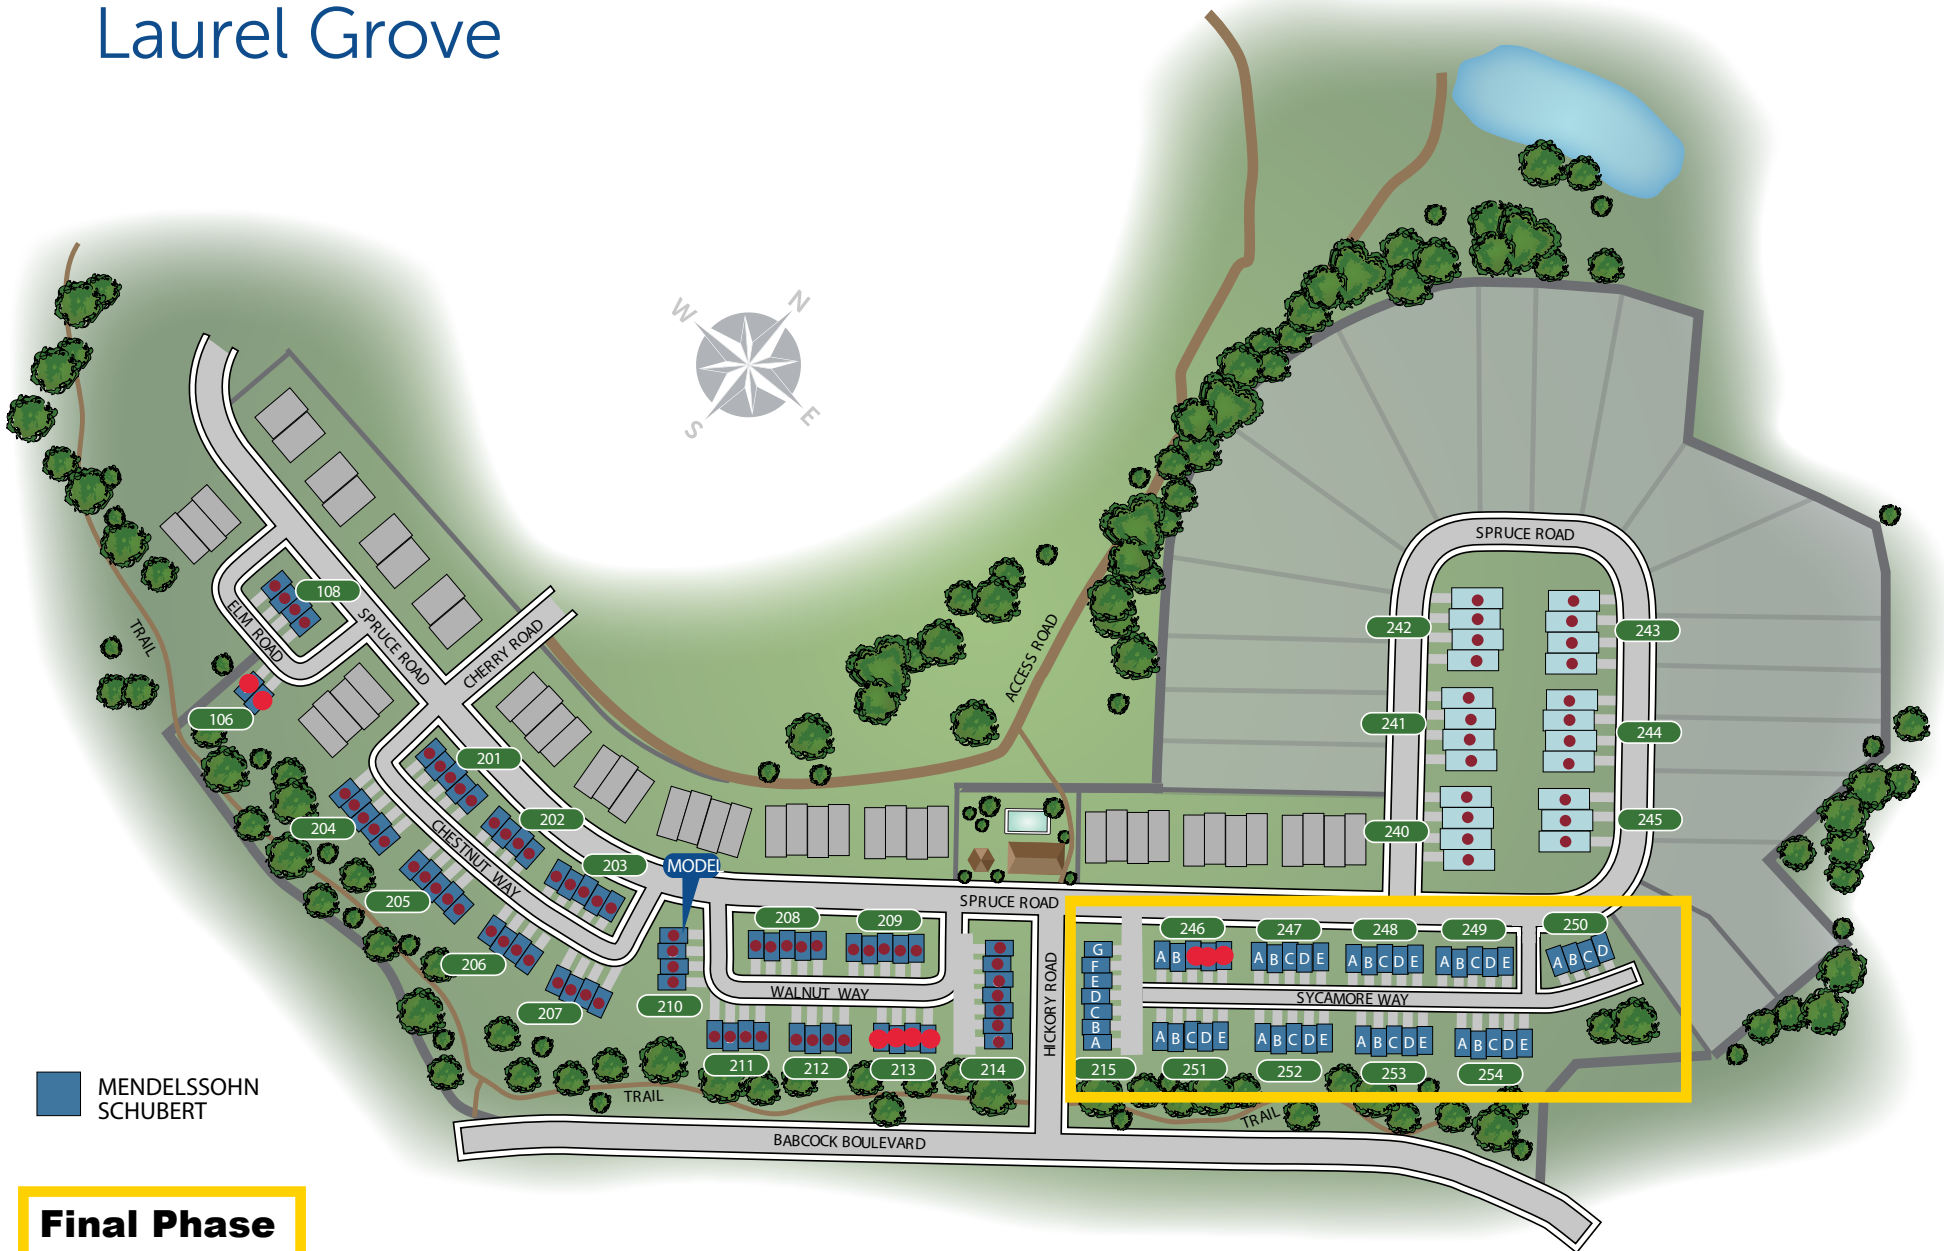 Laurel Grove
W
N
S
E
SPRUCE ROAD
108
ELM ROAD
SPRUCE ROAD
CHERRY ROAD
TRAIL
ACCESS ROAD
242
243
106
241
244
201
202
204
CHESTNUT WAY
240
245
203
MODEL
205
SPRUCE ROAD
208
209
246
247
248
249
250
A B
A B C D E
A B C D E
A B C D E
A B C D
G
F
E
D
C
B
A
206
207
210
WALNUT WAY
HICKORY ROAD
SYCAMORE WAY
A B C D E
A B C D E
A B C D E
A B C D E
211
212
213
214
215
251
252
253
254
TRAIL
TRAIL
BABCOCK BOULEVARD
MENDELSSOHN
SCHUBERT
Final Phase